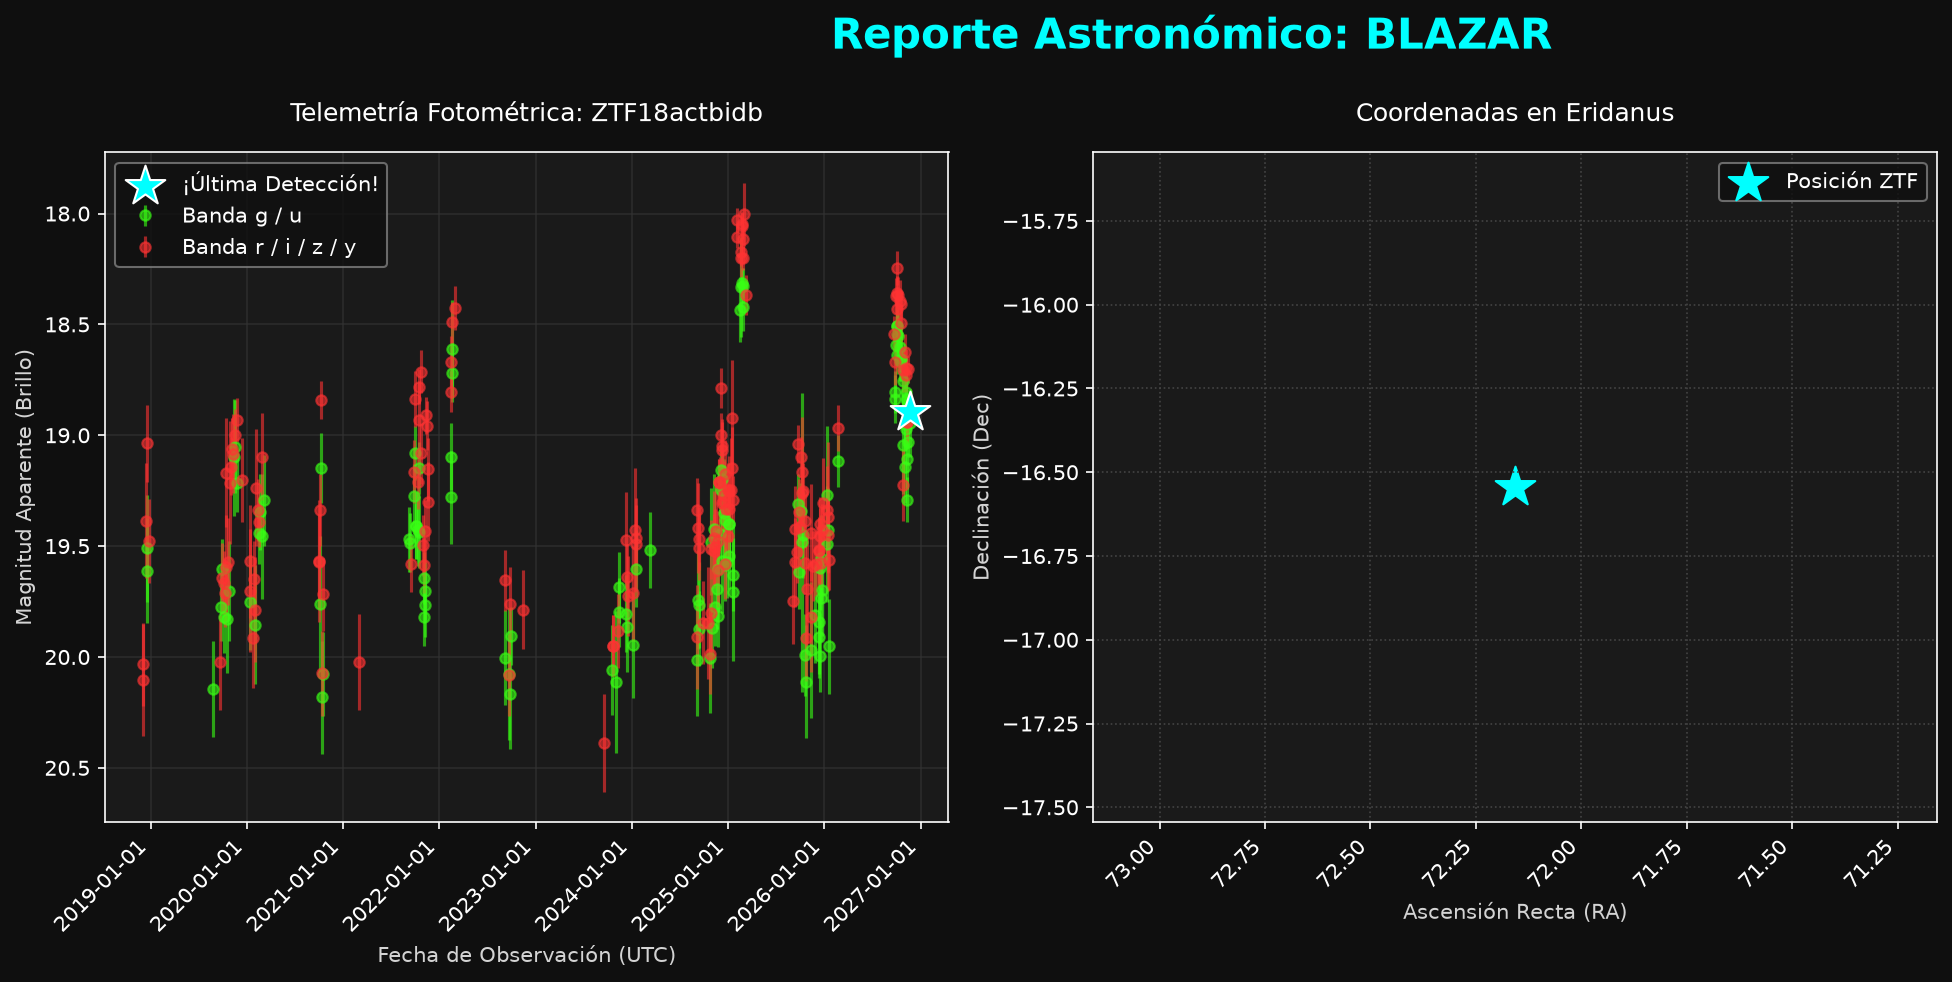 Reporte Astronómico: BLAZAR
Telemetría Fotométrica: ZTF18actbidb
¡Última Detección!
Banda g / u
Banda r / i / z / y
Magnitud Aparente (Brillo)
18.0
18.5
19.0
19.5
20.0
20.5
2019-01-01
2020-01-01
2021-01-01
2022-01-01
2023-01-01
2024-01-01
2025-01-01
2026-01-01
2027-01-01
Fecha de Observación (UTC)
Coordenadas en Eridanus
Posición ZTF
Declinación (Dec)
−15.75
−16.00
−16.25
−16.50
−16.75
−17.00
−17.25
−17.50
73.00
72.75
72.50
72.25
72.00
71.75
71.50
71.25
Ascensión Recta (RA)